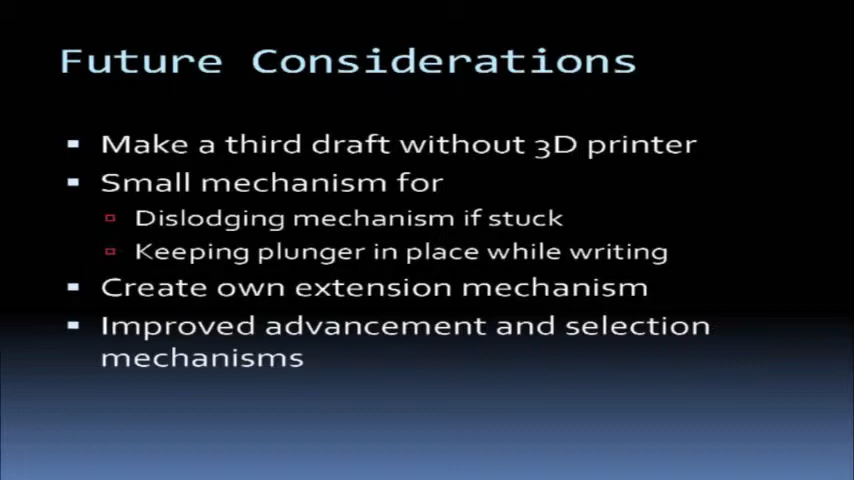 Future Considerations
Make a third draft without 3D printer
Small mechanism for
Dislodging mechanism if stuck
Keeping plunger in place while writing
Create own extension mechanism
Improved advancement and selection
mechanisms